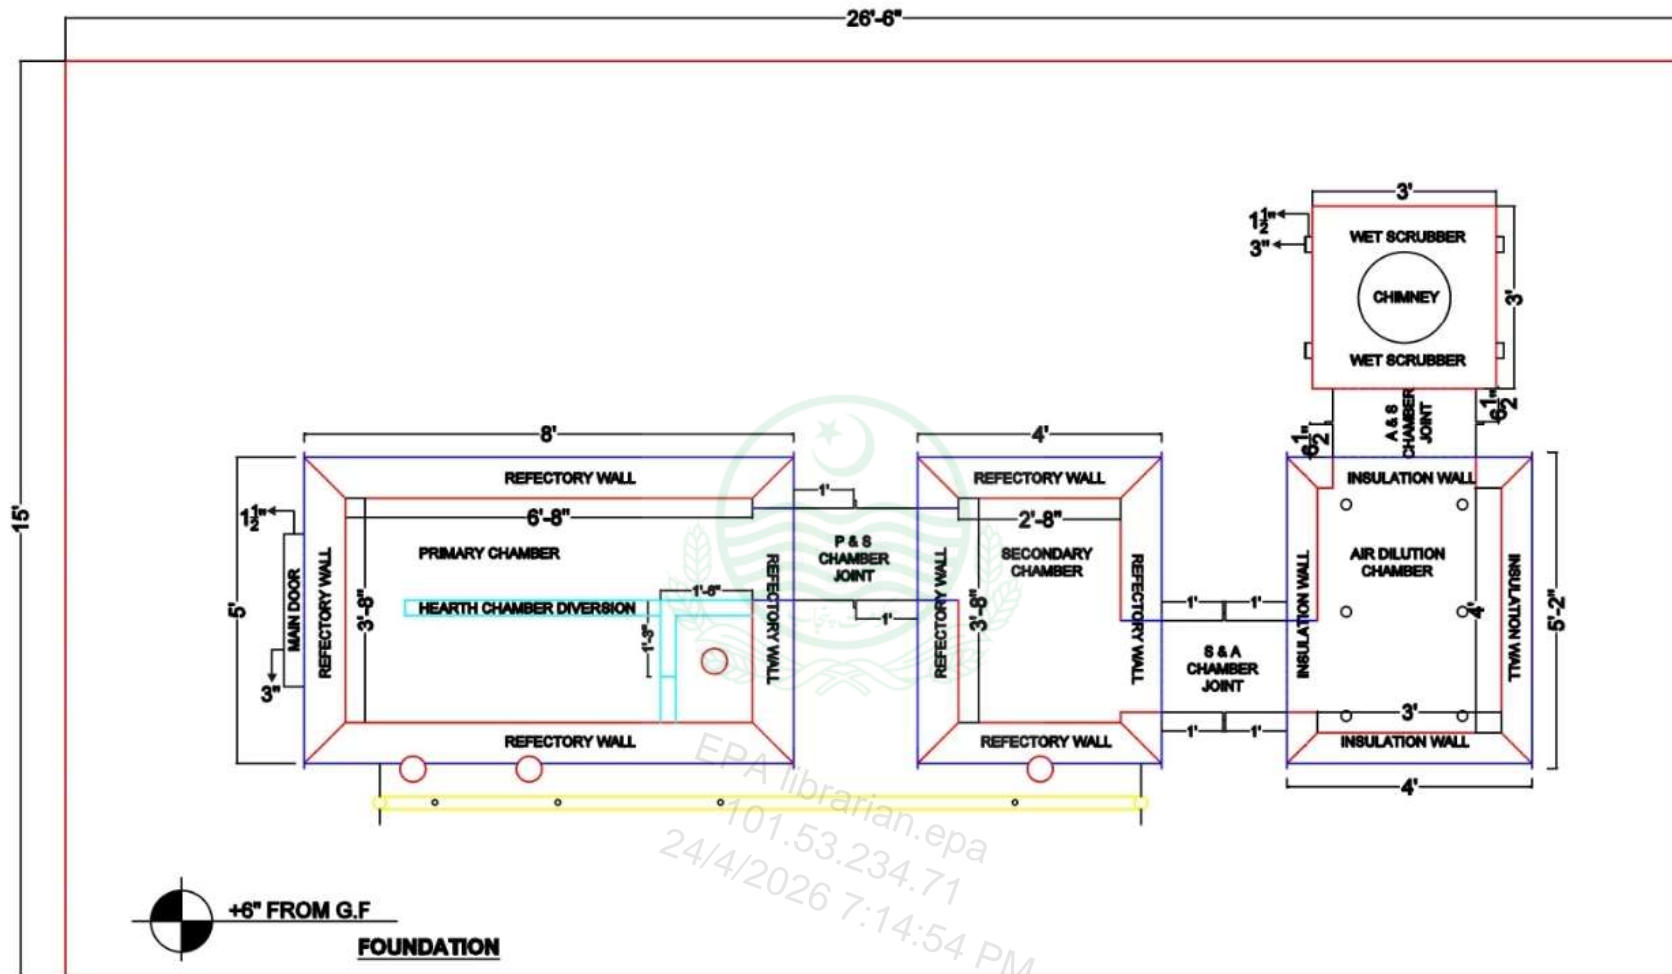 26'-6"
3'
1½"
3"
WET SCRUBBER
CHIMNEY
3'
WET SCRUBBER
6½"
A & S
CHAMBER
JOINT
6½"
8'
4'
REFECTORY WALL
REFECTORY WALL
INSULATION WALL
1'
6'-8"
2'-8"
15'
1½"
PRIMARY CHAMBER
P & S
CHAMBER
JOINT
SECONDARY
CHAMBER
AIR DILUTION
CHAMBER
5'
MAIN DOOR
REFECTORY WALL
3'-8"
HEARTH CHAMBER DIVERSION
1'-6"
1'-3"
REFECTORY WALL
1'
REFECTORY WALL
3'-8"
REFECTORY WALL
1'
1'
INSULATION WALL
4'
INSULATION WALL
5'-2"
S & A
CHAMBER
JOINT
3"
3'
1'
1'
REFECTORY WALL
REFECTORY WALL
INSULATION WALL
4'
EPA librarian.epa
101.53.234.71
24/4/2026 7:14:54 PM
+6" FROM G.F
FOUNDATION